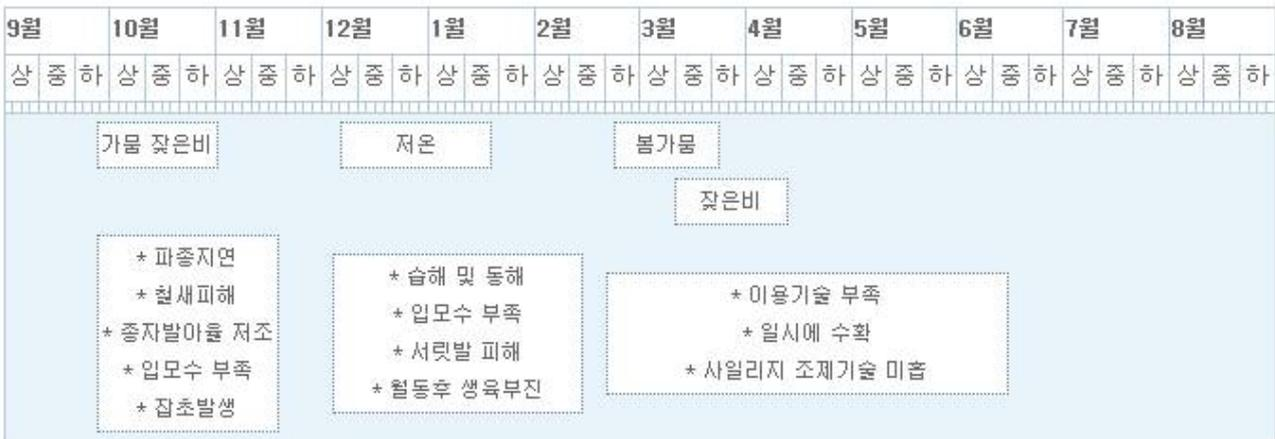 9월 10월 11월 12월 1월 2월 3월 4월 5월 6월 7월 8월
상 중 하 상 중 하 상 중 하 상 중 하 상 중 하 상 중 하 상 중 하 상 중 하 상 중 하 상 중 하 상 중 하 상 중 하
가뭄 잦은비 저온 봄가뭄
잦은비
* 파종지연
* 철새피해
* 종자발아율 저조
* 입모수 부족
* 잡초발생
* 습해 및 동해
* 입모수 부족
* 서릿발 피해
* 월동후 생육부진
* 이용기술 부족
* 일시에 수확
* 사일리지 조제기술 미흡